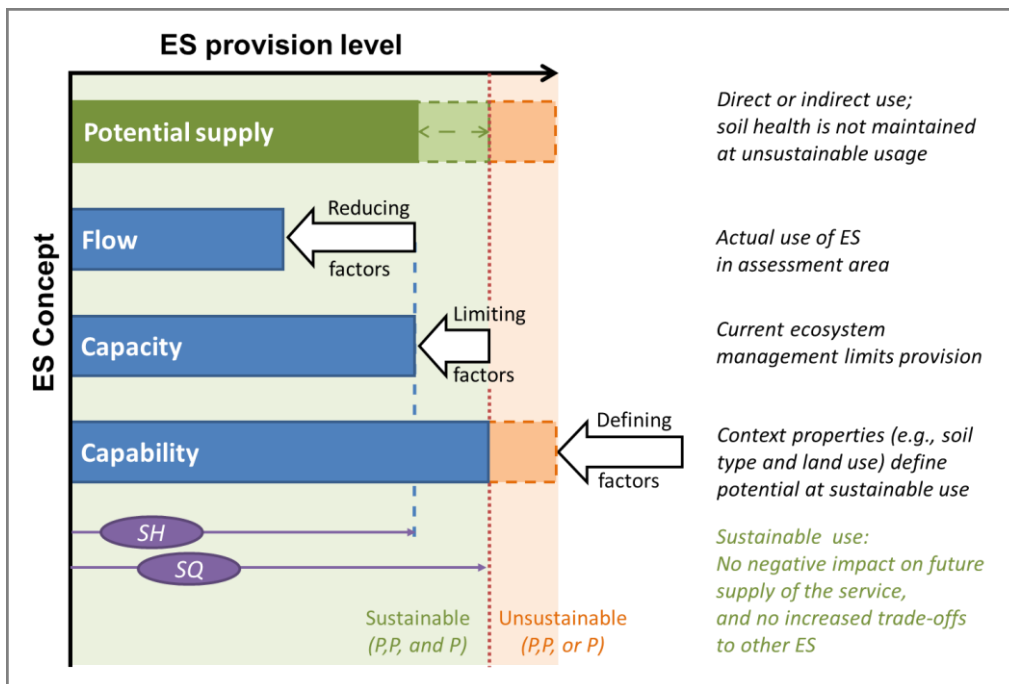 ES provision level
ES Concept
Potential supply
Direct or indirect use;
soil health is not maintained
at unsustainable usage
Flow
Reducing
factors
Actual use of ES
in assessment area
Capacity
Limiting
factors
Current ecosystem
management limits provision
Capability
Defining
factors
Context properties (e.g., soil
type and land use) define
potential at sustainable use
SH
SQ
Sustainable
(P,P, and P)
Unsustainable
(P,P, or P)
Sustainable use:
No negative impact on future
supply of the service,
and no increased trade-offs
to other ES